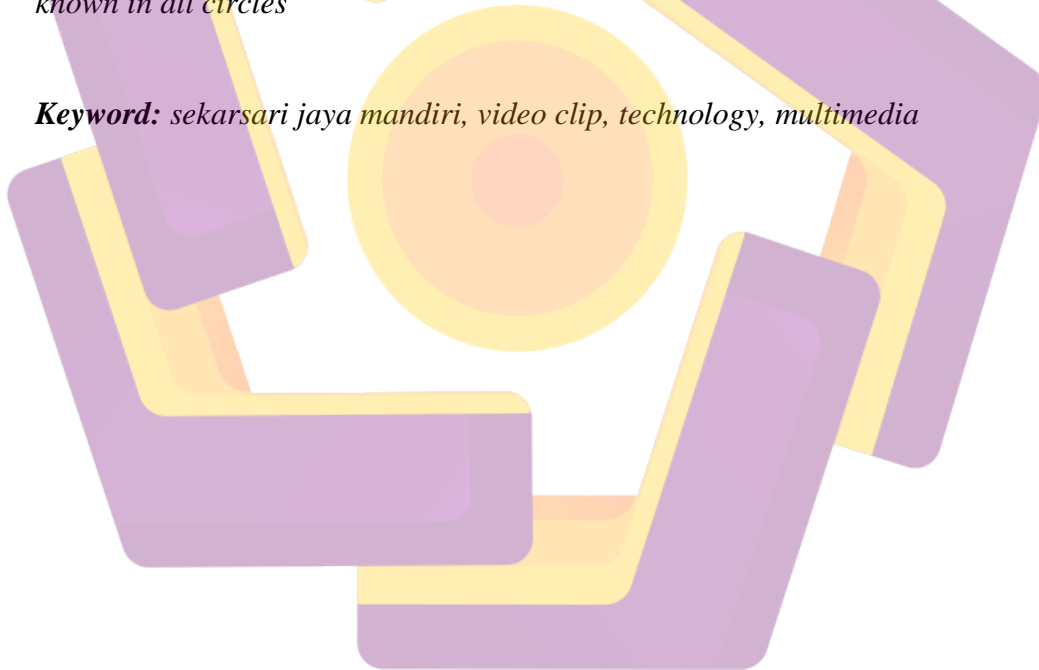 known in all circles
Keyword: sekarsari jaya mandiri, video clip, technology, multimedia